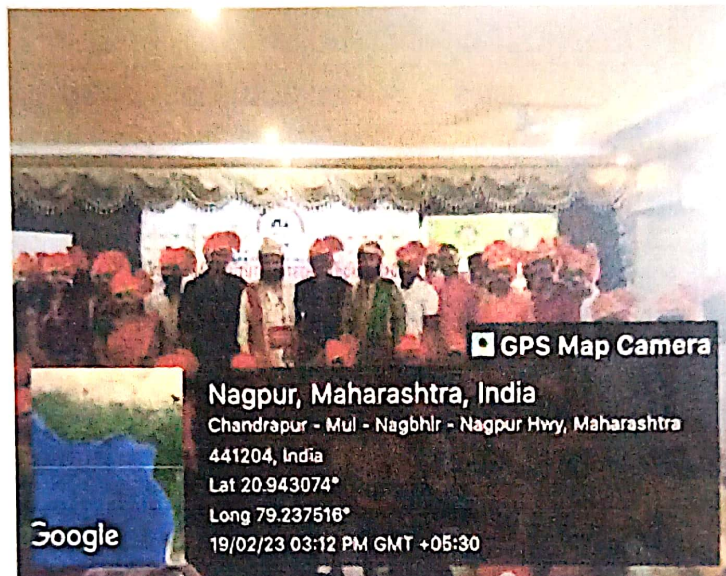 GPS Map Camera
Nagpur, Maharashtra, India
Chandrapur - Mul - Nagbhir - Nagpur Hwy, Maharashtra
441204, India
Lat 20.943074°
Long 79.237516°
19/02/23 03:12 PM GMT +05:30
Google